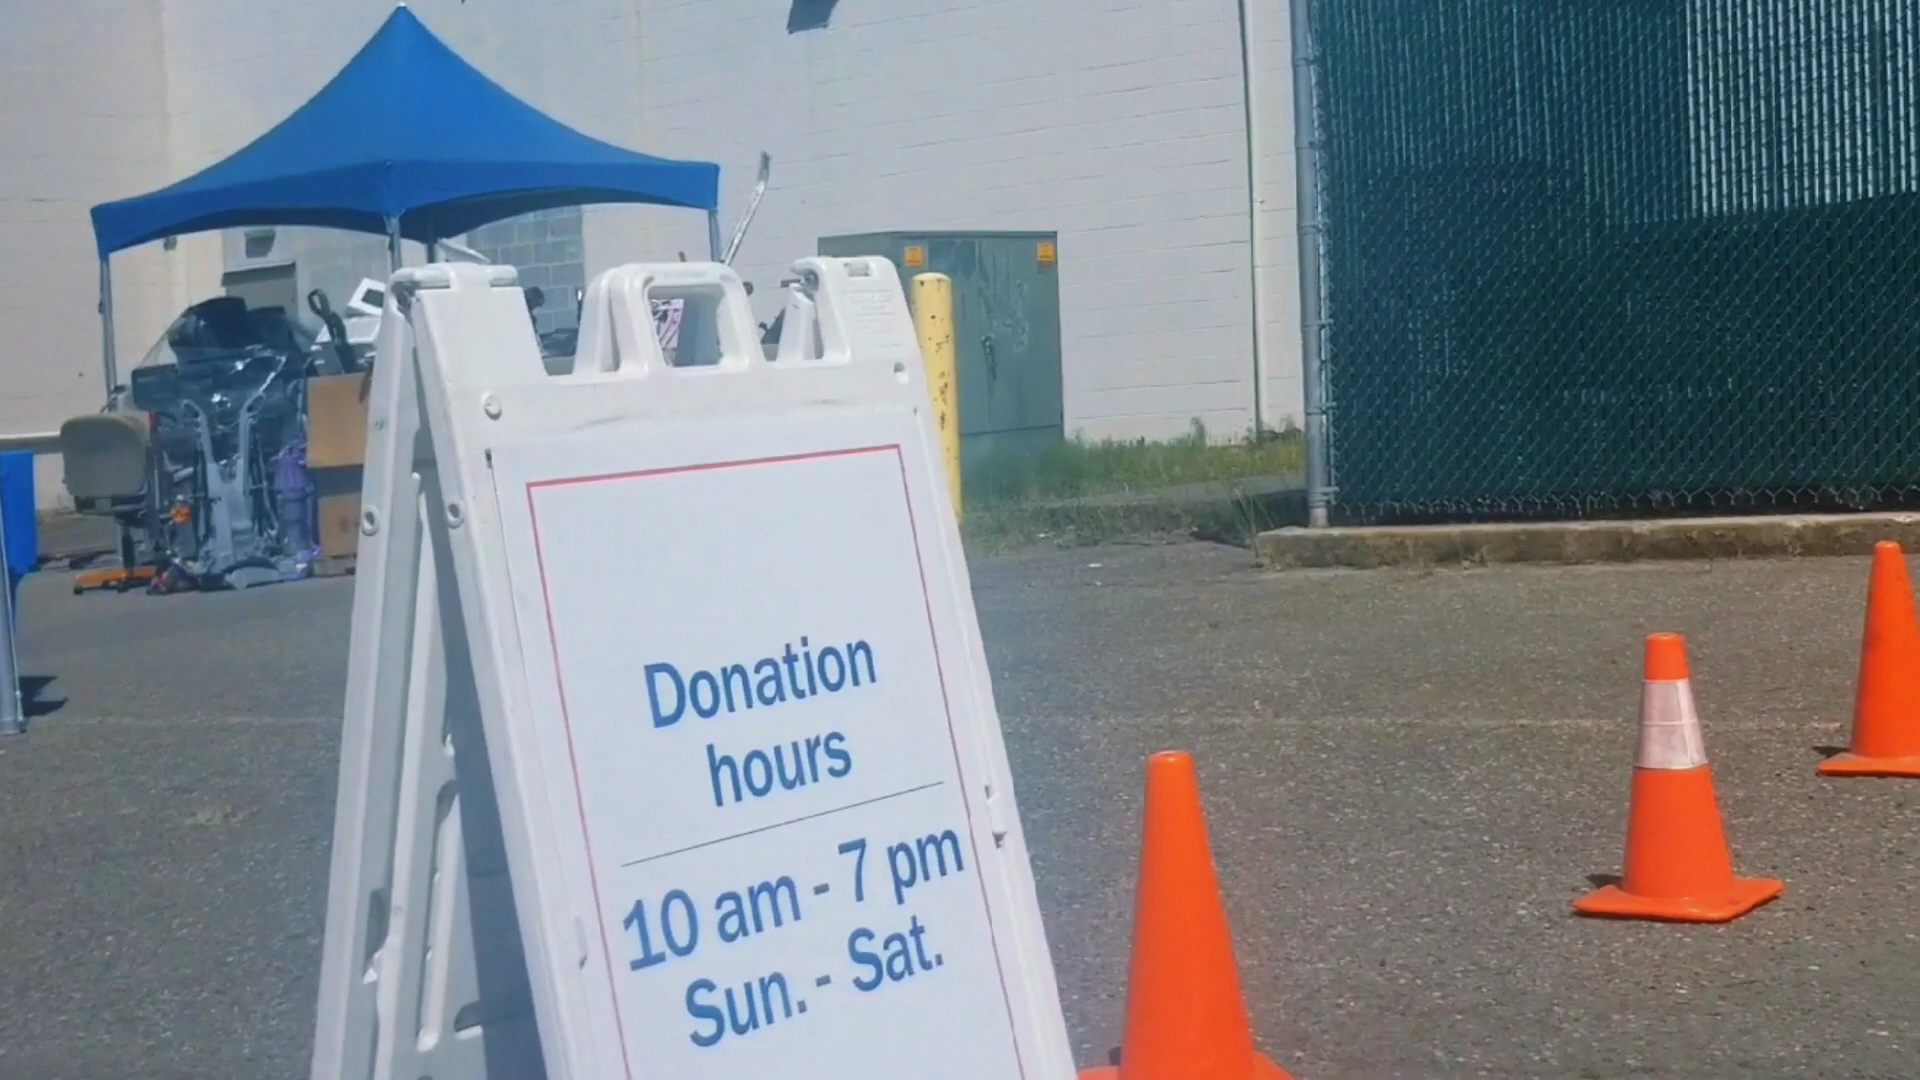 Donation
hours
10 am - 7 pm
Sun. - Sat.